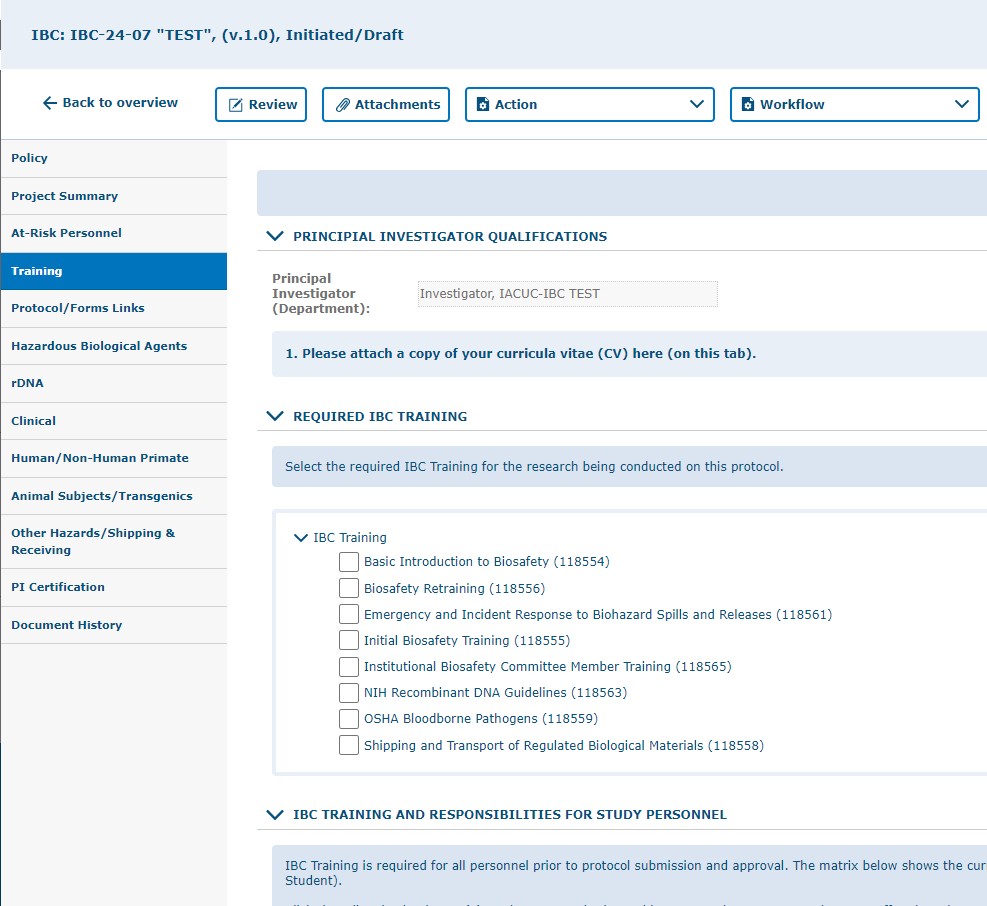 IBC: IBC-24-07 "TEST", (v.1.0), Initiated/Draft
Back to overview
Review
Attachments
Action
Workflow
Policy
Project Summary
At-Risk Personnel
Training
Protocol/Forms Links
Hazardous Biological Agents
rDNA
Clinical
Human/Non-Human Primate
Animal Subjects/Transgenics
Other Hazards/Shipping &
Receiving
PI Certification
Document History
PRINCIPIAL INVESTIGATOR QUALIFICATIONS
Principal
Investigator
(Department):
Investigator, IACUC-IBC TEST
1. Please attach a copy of your curricula vitae (CV) here (on this tab).
REQUIRED IBC TRAINING
Select the required IBC Training for the research being conducted on this protocol.
IBC Training
Basic Introduction to Biosafety (118554)
Biosafety Retraining (118556)
Emergency and Incident Response to Biohazard Spills and Releases (118561)
Initial Biosafety Training (118555)
Institutional Biosafety Committee Member Training (118565)
NIH Recombinant DNA Guidelines (118563)
OSHA Bloodborne Pathogens (118559)
Shipping and Transport of Regulated Biological Materials (118558)
IBC TRAINING AND RESPONSIBILITIES FOR STUDY PERSONNEL
IBC Training is required for all personnel prior to protocol submission and approval. The matrix below shows the cur
Student).